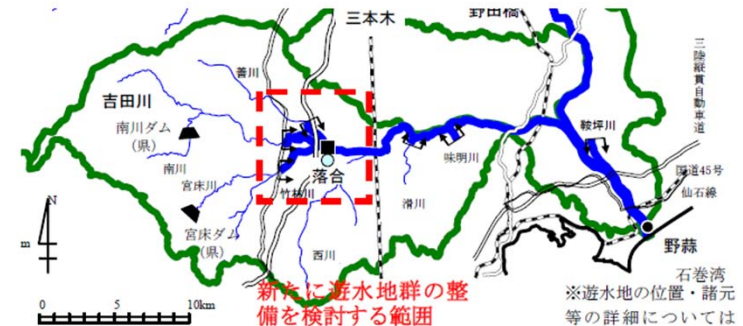 三本木
野田橋
善川
吉田川
南川ダム
(県)
南川
宮床川
宮床ダム
(県)
竹林川
落合
西川
滑川
味明川
鞍坪川
三陸縦貫自動車道
国道45号
仙石線
野蒜
石巻湾
N
m
0 5 10km
新たに遊水地群の整
備を検討する範囲
※遊水地の位置・諸元
等の詳細については